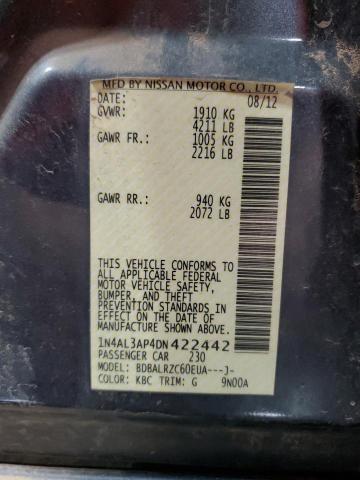 MFD BY NISSAN MOTOR CO., LTD.
DATE: 08/12
GVWR: 1910 KG
4211 LB
GAWR FR.: 1005 KG
2216 LB
GAWR RR.: 940 KG
2072 LB
THIS VEHICLE CONFORMS TO
ALL APPLICABLE FEDERAL
MOTOR VEHICLE SAFETY,
BUMPER, AND THEFT
PREVENTION STANDARDS IN
EFFECT ON THE DATE OF
MANUFACTURE SHOWN ABOVE.
1N4AL3AP4DN422442
PASSENGER CAR 230
MODEL: BDBALRZC60EUA---J-
COLOR: KBC TRIM: G 9N00A